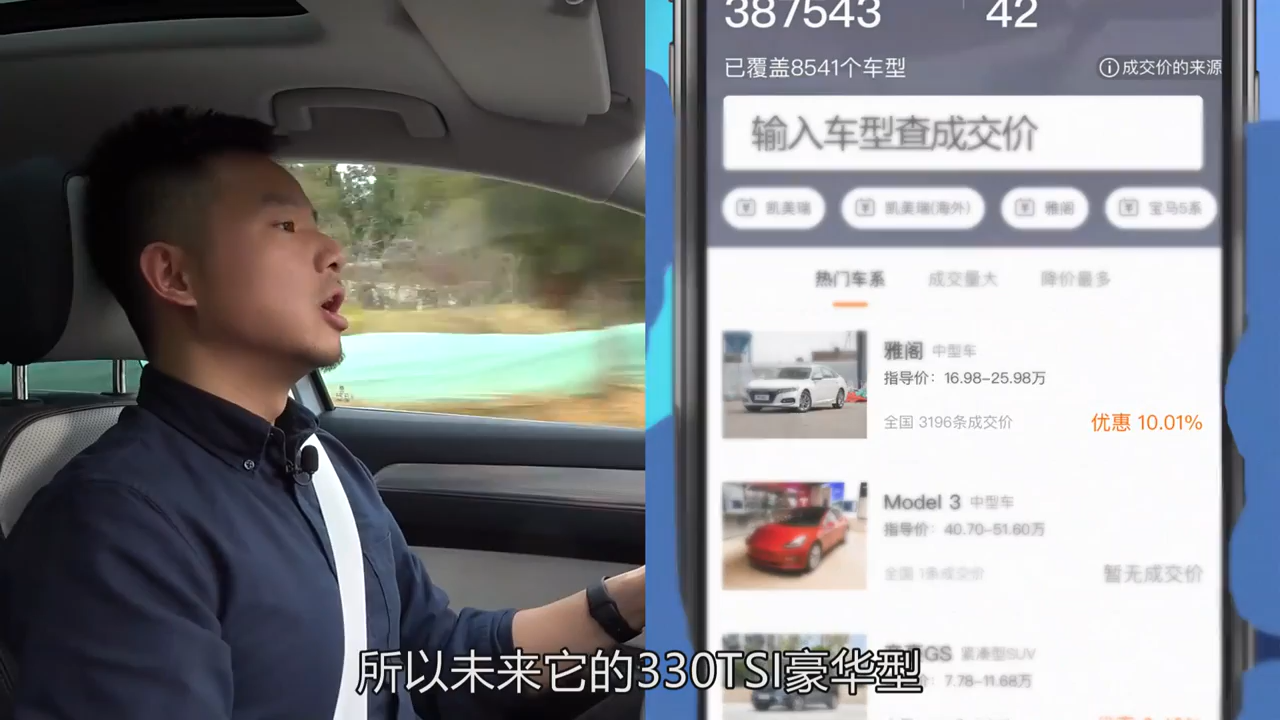 387543
42
已覆盖8541个车型
成交价的来源
输入车型查成交价
凯美瑞
凯美瑞(海外)
雅阁
宝马5系
热门车系
成交量大
降价最多
雅阁 中型车
指导价：16.98-25.98万
全国 3196条成交价
优惠 10.01%
Model 3 中型车
指导价：40.70-51.60万
全国 1条成交价
暂无成交价
GS 紧凑型SUV
7.78-11.68万
所以未来它的330TSI豪华型